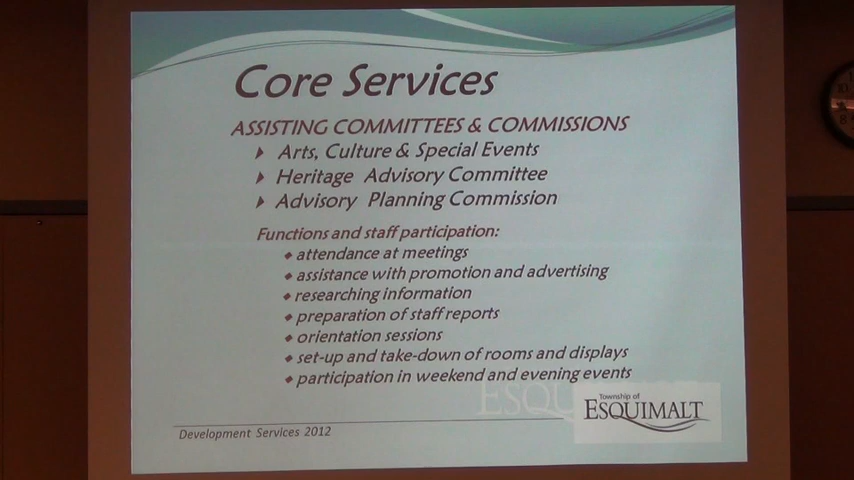 Core Services
ASSISTING COMMITTEES & COMMISSIONS
Arts, Culture & Special Events
Heritage Advisory Committee
Advisory Planning Commission
Functions and staff participation:
attendance at meetings
assistance with promotion and advertising
researching information
preparation of staff reports
orientation sessions
set-up and take-down of rooms and displays
participation in weekend and evening events
Township of
ESQUIMALT
Development Services 2012